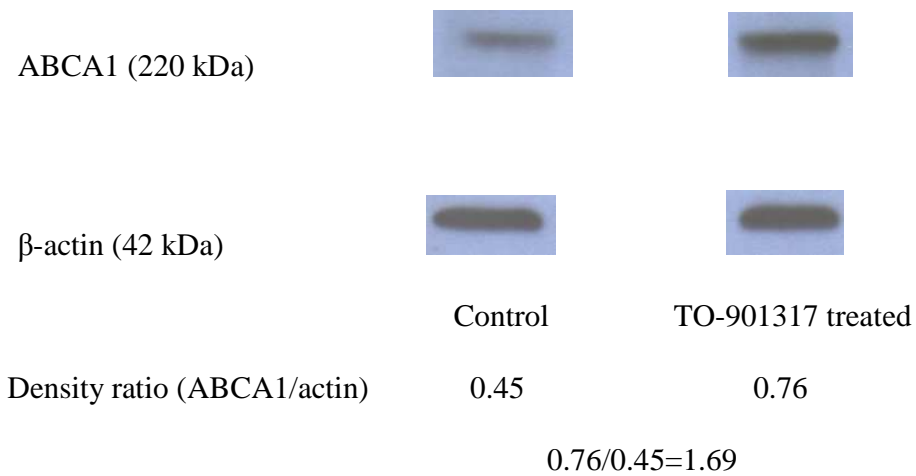 ABCA1 (220 kDa)
β-actin (42 kDa)
Control TO-901317 treated
Density ratio (ABCA1/actin) 0.45 0.76
0.76/0.45=1.69